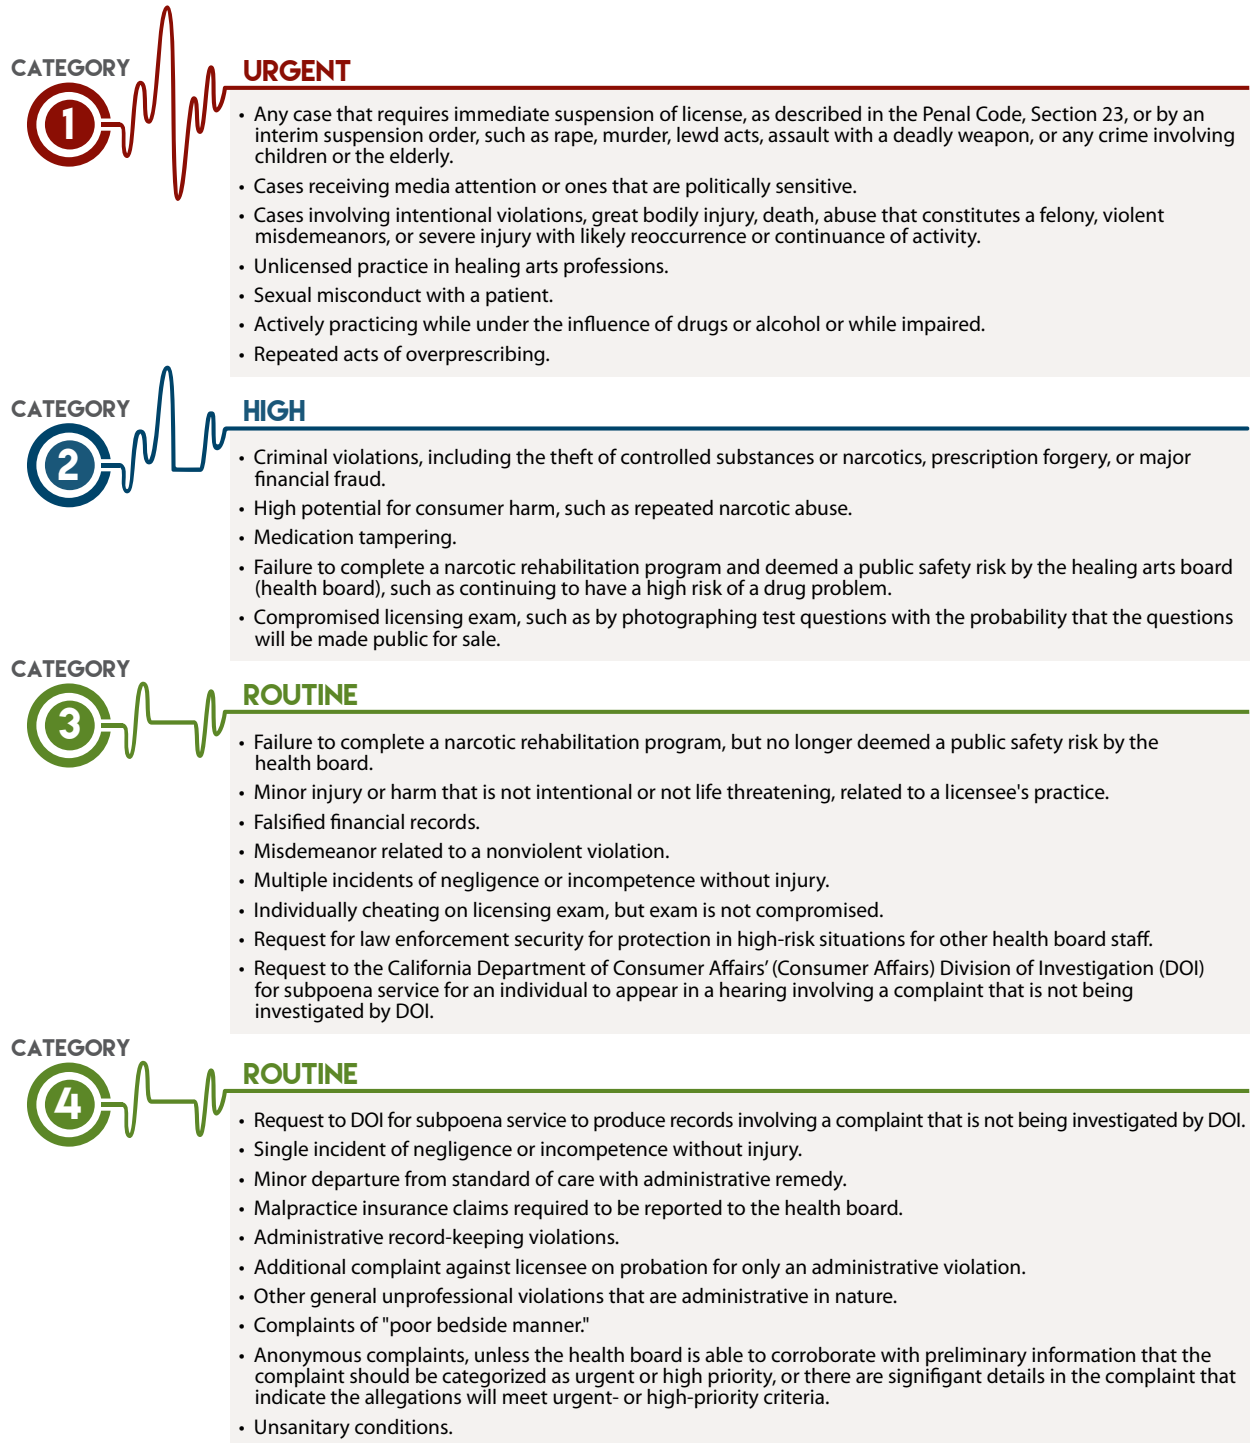 CATEGORY
1
URGENT
• Any case that requires immediate suspension of license, as described in the Penal Code, Section 23, or by an
interim suspension order, such as rape, murder, lewd acts, assault with a deadly weapon, or any crime involving
children or the elderly.
• Cases receiving media attention or ones that are politically sensitive.
• Cases involving intentional violations, great bodily injury, death, abuse that constitutes a felony, violent
misdemeanors, or severe injury with likely reoccurrence or continuance of activity.
• Unlicensed practice in healing arts professions.
• Sexual misconduct with a patient.
• Actively practicing while under the influence of drugs or alcohol or while impaired.
• Repeated acts of overprescribing.
CATEGORY
2
HIGH
• Criminal violations, including the theft of controlled substances or narcotics, prescription forgery, or major
financial fraud.
• High potential for consumer harm, such as repeated narcotic abuse.
• Medication tampering.
• Failure to complete a narcotic rehabilitation program and deemed a public safety risk by the healing arts board
(health board), such as continuing to have a high risk of a drug problem.
• Compromised licensing exam, such as by photographing test questions with the probability that the questions
will be made public for sale.
CATEGORY
3
ROUTINE
• Failure to complete a narcotic rehabilitation program, but no longer deemed a public safety risk by the
health board.
• Minor injury or harm that is not intentional or not life threatening, related to a licensee's practice.
• Falsified financial records.
• Misdemeanor related to a nonviolent violation.
• Multiple incidents of negligence or incompetence without injury.
• Individually cheating on licensing exam, but exam is not compromised.
• Request for law enforcement security for protection in high-risk situations for other health board staff.
• Request to the California Department of Consumer Affairs' (Consumer Affairs) Division of Investigation (DOI)
for subpoena service for an individual to appear in a hearing involving a complaint that is not being
investigated by DOI.
CATEGORY
4
ROUTINE
• Request to DOI for subpoena service to produce records involving a complaint that is not being investigated by DOI.
• Single incident of negligence or incompetence without injury.
• Minor departure from standard of care with administrative remedy.
• Malpractice insurance claims required to be reported to the health board.
• Administrative record-keeping violations.
• Additional complaint against licensee on probation for only an administrative violation.
• Other general unprofessional violations that are administrative in nature.
• Complaints of "poor bedside manner."
• Anonymous complaints, unless the health board is able to corroborate with preliminary information that the
complaint should be categorized as urgent or high priority, or there are signifigant details in the complaint that
indicate the allegations will meet urgent- or high-priority criteria.
• Unsanitary conditions.